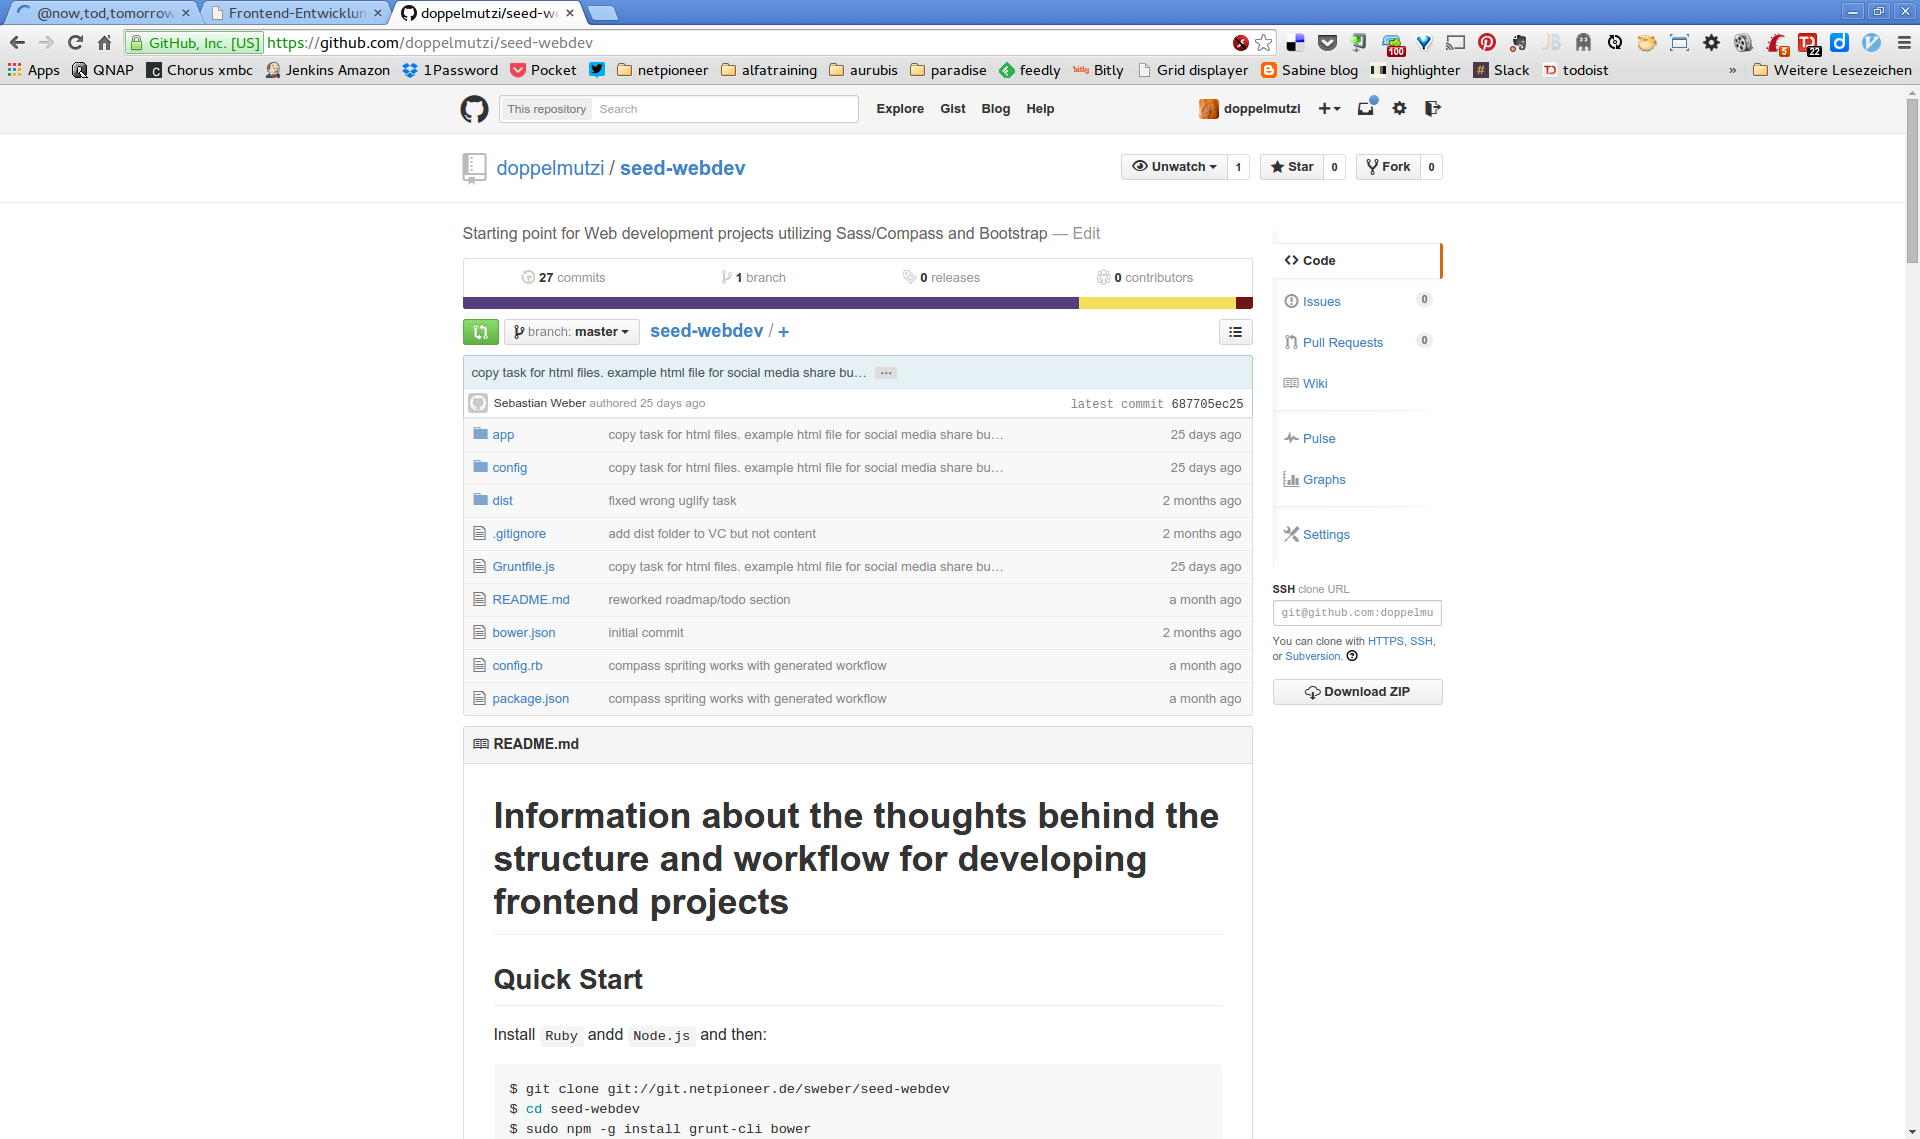 @now,tod,tomorrow
Frontend-Entwicklun
doppelmutzi/seed-we
GitHub, Inc. [US] https://github.com/doppelmutzi/seed-webdev
100
5
22
Apps QNAP Chorus xmbc Jenkins Amazon 1Password Pocket netpioneer alfatraining aurubis paradise feedly bitly Bitly Grid displayer Sabine blog highlighter Slack todoist » Weitere Lesezeichen
This repository Search Explore Gist Blog Help doppelmutzi
doppelmutzi / seed-webdev Unwatch 1 Star 0 Fork 0
Starting point for Web development projects utilizing Sass/Compass and Bootstrap — Edit
27 commits 1 branch 0 releases 0 contributors
branch: master seed-webdev / +
copy task for html files. example html file for social media share bu… …
Sebastian Weber authored 25 days ago latest commit 687705ec25
app copy task for html files. example html file for social media share bu… 25 days ago
config copy task for html files. example html file for social media share bu… 25 days ago
dist fixed wrong uglify task 2 months ago
.gitignore add dist folder to VC but not content 2 months ago
Gruntfile.js copy task for html files. example html file for social media share bu… 25 days ago
README.md reworked roadmap/todo section a month ago
bower.json initial commit 2 months ago
config.rb compass spriting works with generated workflow a month ago
package.json compass spriting works with generated workflow a month ago
Code
Issues 0
Pull Requests 0
Wiki
Pulse
Graphs
Settings
SSH clone URL
git@github.com:doppelmu
You can clone with HTTPS, SSH,
or Subversion.
Download ZIP
README.md
Information about the thoughts behind the
structure and workflow for developing
frontend projects
Quick Start
Install Ruby andd Node.js and then:
$ git clone git://git.netpioneer.de/sweber/seed-webdev
$ cd seed-webdev
$ sudo npm -g install grunt-cli bower